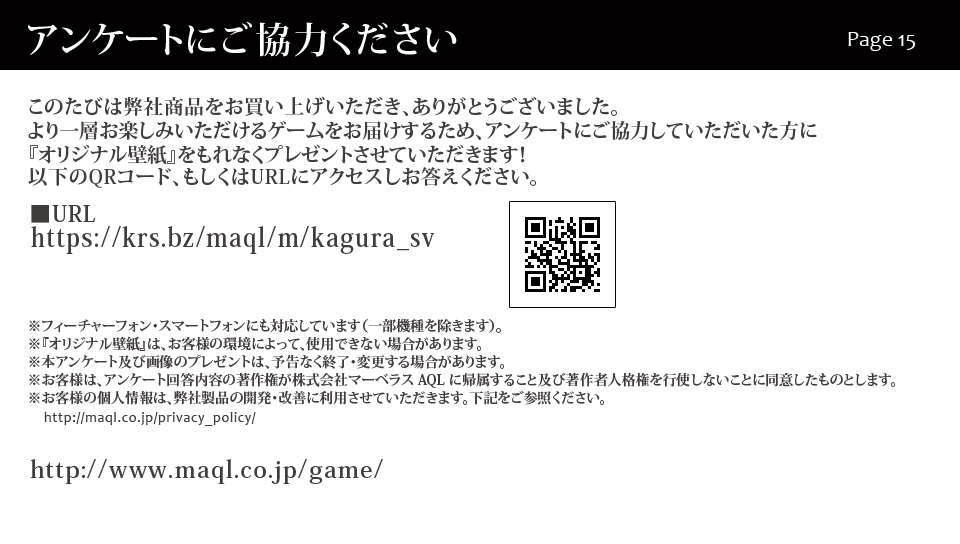 アンケートにご協力ください
Page 15
このたびは弊社商品をお買い上げいただき、ありがとうございました。
より一層お楽しみいただけるゲームをお届けするため、アンケートにご協力していただいた方に
『オリジナル壁紙』をもれなくプレゼントさせていただきます!
以下のQRコード、もしくはURLにアクセスしお答えください。
■URL
https://krs.bz/maql/m/kagura_sv
※フィーチャーフォン・スマートフォンにも対応しています(一部機種を除きます)。
※『オリジナル壁紙』は、お客様の環境によって、使用できない場合があります。
※本アンケート及び画像のプレゼントは、予告なく終了・変更する場合があります。
※お客様は、アンケート回答内容の著作権が株式会社マーベラス AQL に帰属すること及び著作者人格権を行使しないことに同意したものとします。
※お客様の個人情報は、弊社製品の開発・改善に利用させていただきます。下記をご参照ください。
http://maql.co.jp/privacy_policy/
http://www.maql.co.jp/game/